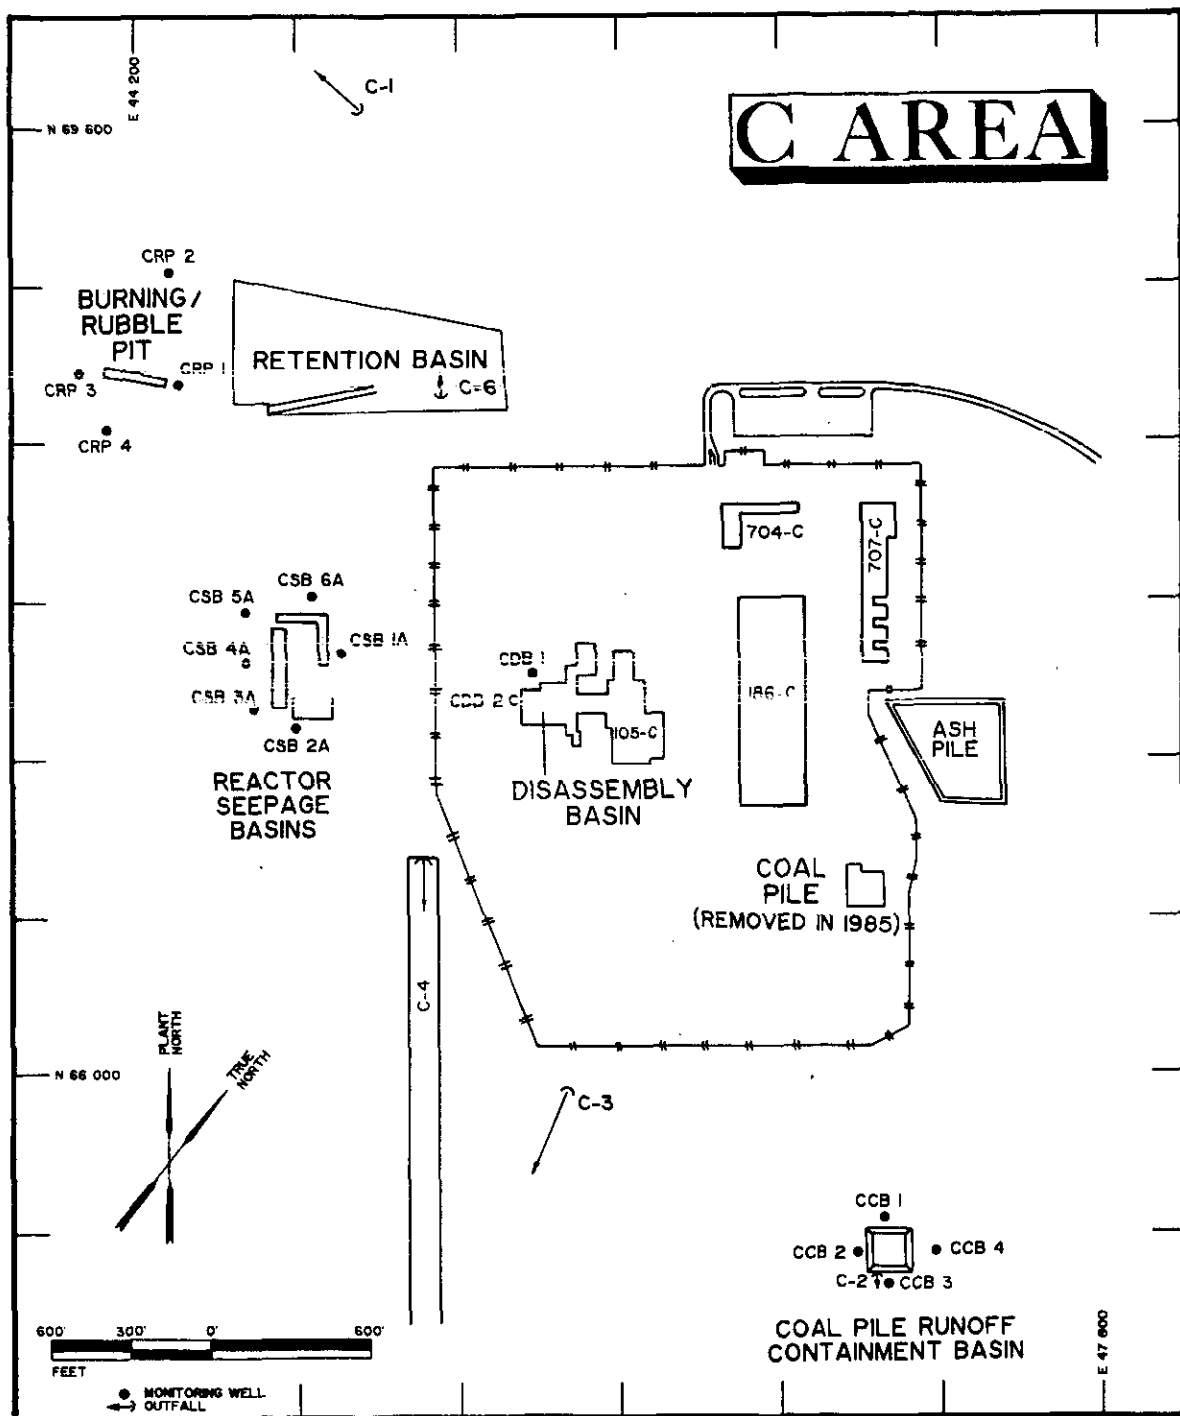 E 44 200
C-1
C AREA
N 69 600
CRP 2
BURNING/
RUBBLE
PIT
CRP 1
CRP 3
CRP 4
RETENTION BASIN
C=6
704-C
707-C
CSB 6A
CSB 5A
CSB 4A
CSB 1A
CSB 3A
CSB 2A
REACTOR
SEEPAGE
BASINS
CDB 1
CDB 2 C
105-C
DISASSEMBLY
BASIN
186-C
ASH
PILE
COAL
PILE
(REMOVED IN 1985)
C-4
PLANT
NORTH
TRUE
NORTH
N 66 000
C-3
CCB 1
CCB 2
CCB 4
C-2
CCB 3
COAL PILE RUNOFF
CONTAINMENT BASIN
E 47 800
600' 300' 0' 600'
FEET
MONITORING WELL
OUTFALL